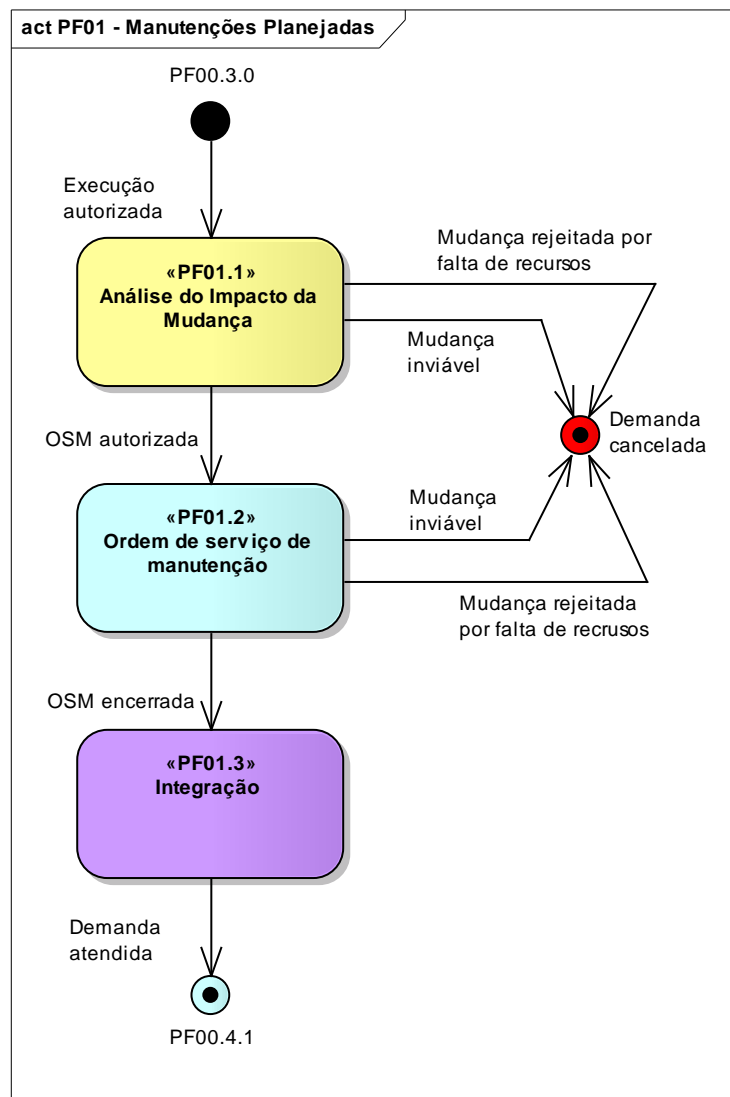 act PF01 - Manutenções Planejadas
PF00.3.0
Execução
autorizada
«PF01.1»
Análise do Impacto da
Mudança
Mudança rejeitada por
falta de recursos
Mudança
inviável
Demanda
cancelada
OSM autorizada
«PF01.2»
Ordem de serviço de
manutenção
Mudança
inviável
Mudança rejeitada
por falta de recrusos
OSM encerrada
«PF01.3»
Integração
Demanda
atendida
PF00.4.1